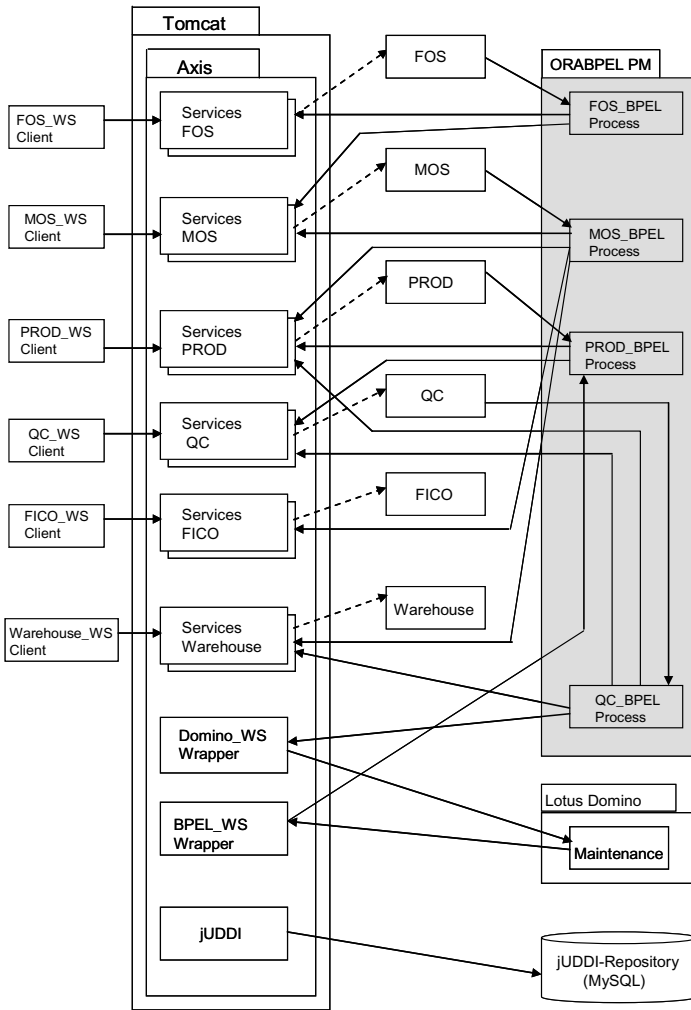 Tomcat
Axis
FOS
ORABPEL PM
FOS_WS
Client
Services
FOS
FOS_BPEL
Process
MOS
MOS_WS
Client
Services
MOS
MOS_BPEL
Process
PROD
PROD_WS
Client
Services
PROD
PROD_BPEL
Process
QC
QC_WS
Client
Services
QC
FICO
FICO_WS
Client
Services
FICO
Warehouse
Warehouse_WS
Client
Services
Warehouse
QC_BPEL
Process
Domino_WS
Wrapper
Lotus Domino
BPEL_WS
Wrapper
Maintenance
jUDDI
jUDDI-Repository
(MySQL)